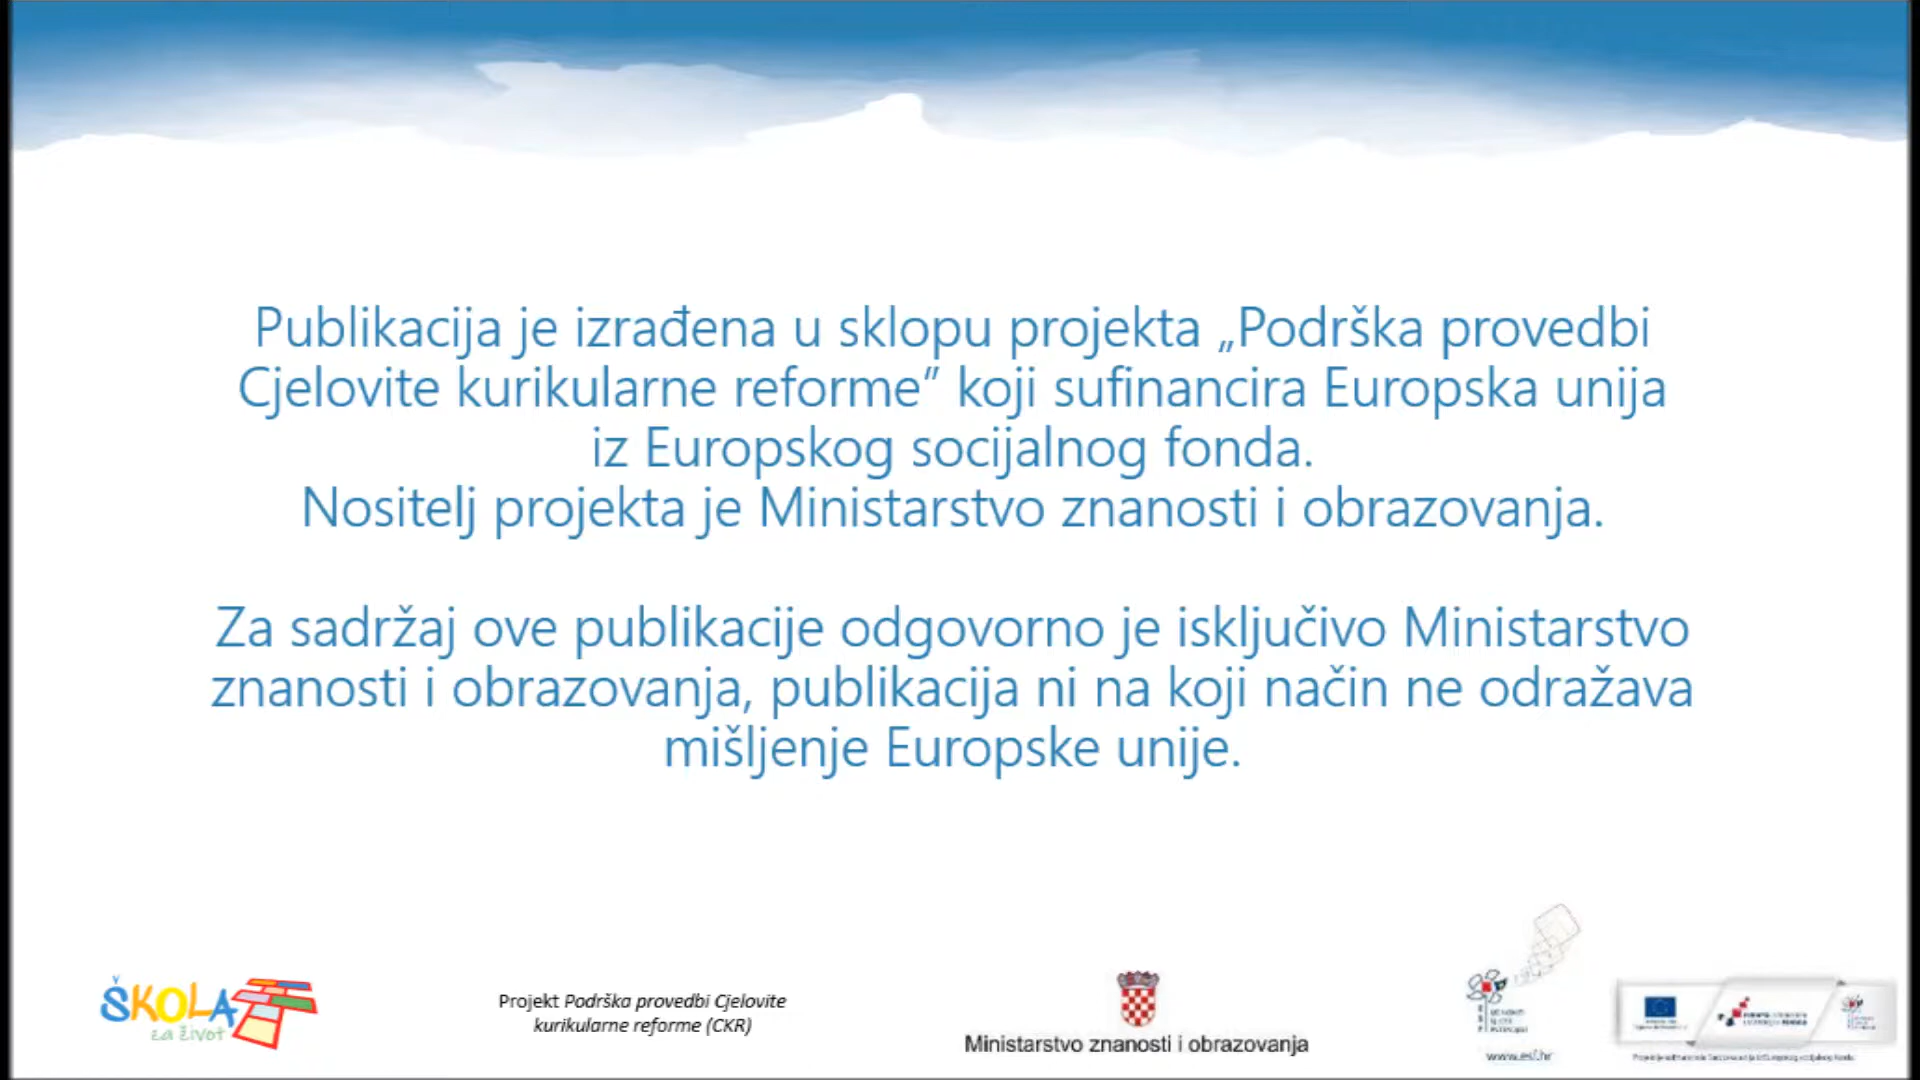 Publikacija je izrađena u sklopu projekta „Podrška provedbi
Cjelovite kurikularne reforme” koji sufinancira Europska unija
iz Europskog socijalnog fonda.
Nositelj projekta je Ministarstvo znanosti i obrazovanja.
Za sadržaj ove publikacije odgovorno je isključivo Ministarstvo
znanosti i obrazovanja, publikacija ni na koji način ne odražava
mišljenje Europske unije.
ŠKOLA
za život
Projekt Podrška provedbi Cjelovite
kurikularne reforme (CKR)
Ministarstvo znanosti i obrazovanja
www.esf.hr